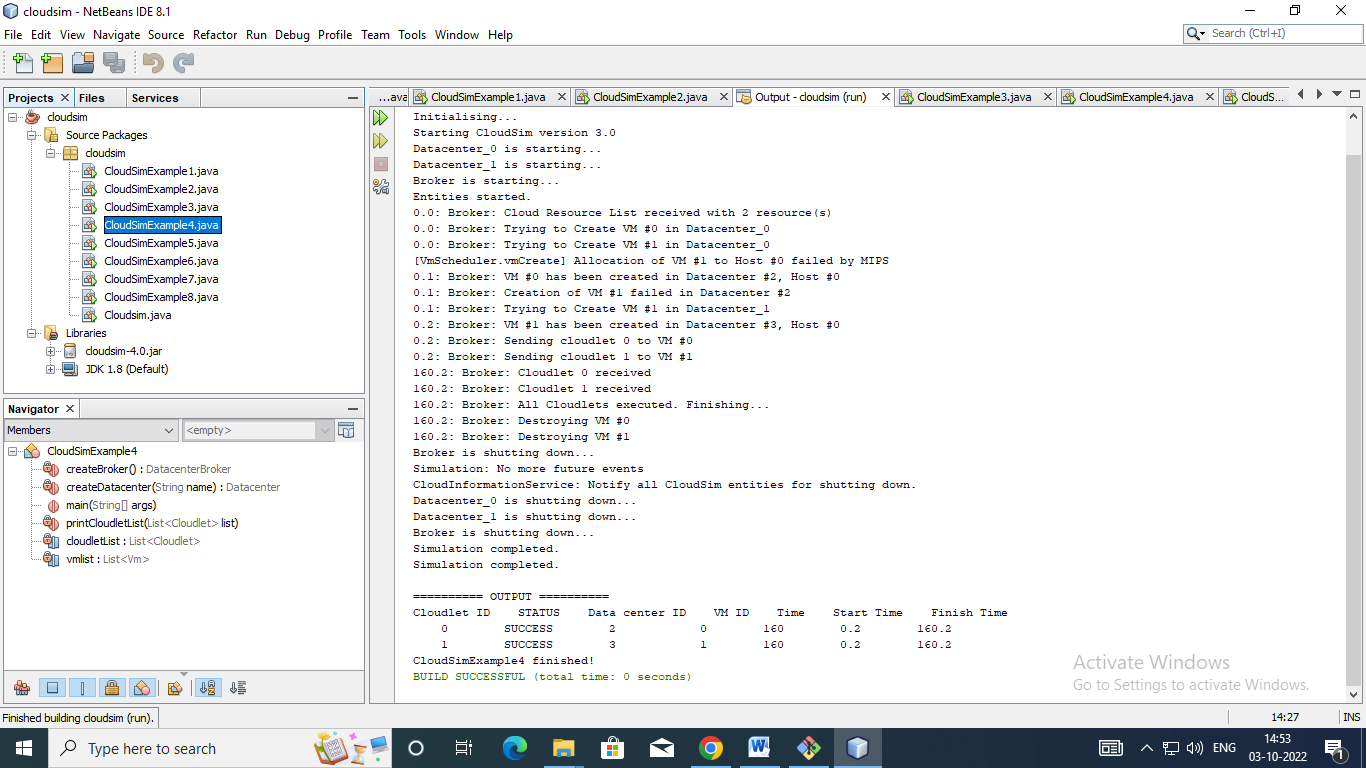 cloudsim - NetBeans IDE 8.1
File Edit View Navigate Source Refactor Run Debug Profile Team Tools Window Help
Search (Ctrl+I)
Projects Files Services
cloudsim
Source Packages
cloudsim
CloudSimExample1.java
CloudSimExample2.java
CloudSimExample3.java
CloudSimExample4.java
CloudSimExample5.java
CloudSimExample6.java
CloudSimExample7.java
CloudSimExample8.java
Cloudsim.java
Libraries
cloudsim-4.0.jar
JDK 1.8 (Default)
Navigator
Members
<empty>
CloudSimExample4
createBroker() : DatacenterBroker
createDatacenter(String name) : Datacenter
main(String[] args)
printCloudletList(List<Cloudlet> list)
cloudletList : List<Cloudlet>
vmlist : List<Vm>
...ava CloudSimExample1.java CloudSimExample2.java Output - cloudsim (run) CloudSimExample3.java CloudSimExample4.java CloudS...
Initialising...
Starting CloudSim version 3.0
Datacenter_0 is starting...
Datacenter_1 is starting...
Broker is starting...
Entities started.
0.0: Broker: Cloud Resource List received with 2 resource(s)
0.0: Broker: Trying to Create VM #0 in Datacenter_0
0.0: Broker: Trying to Create VM #1 in Datacenter_0
[VmScheduler.vmCreate] Allocation of VM #1 to Host #0 failed by MIPS
0.1: Broker: VM #0 has been created in Datacenter #2, Host #0
0.1: Broker: Creation of VM #1 failed in Datacenter #2
0.1: Broker: Trying to Create VM #1 in Datacenter_1
0.2: Broker: VM #1 has been created in Datacenter #3, Host #0
0.2: Broker: Sending cloudlet 0 to VM #0
0.2: Broker: Sending cloudlet 1 to VM #1
160.2: Broker: Cloudlet 0 received
160.2: Broker: Cloudlet 1 received
160.2: Broker: All Cloudlets executed. Finishing...
160.2: Broker: Destroying VM #0
160.2: Broker: Destroying VM #1
Broker is shutting down...
Simulation: No more future events
CloudInformationService: Notify all CloudSim entities for shutting down.
Datacenter_0 is shutting down...
Datacenter_1 is shutting down...
Broker is shutting down...
Simulation completed.
Simulation completed.
========== OUTPUT ==========
Cloudlet ID STATUS Data center ID VM ID Time Start Time Finish Time
0 SUCCESS 2 0 160 0.2 160.2
1 SUCCESS 3 1 160 0.2 160.2
CloudSimExample4 finished!
BUILD SUCCESSFUL (total time: 0 seconds)
Activate Windows
Go to Settings to activate Windows.
Finished building cloudsim (run).
14:27 INS
Type here to search
ENG
14:53
03-10-2022
1